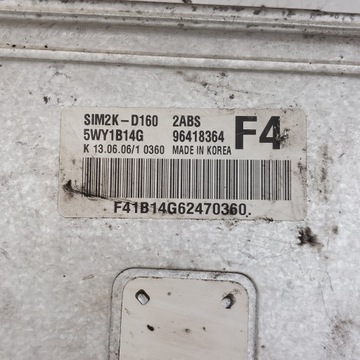 SIM2K-D160 2ABS
5WY1B14G 96418364 F4
K 13.06.06/1 0360 MADE IN KOREA
F41B14G62470360.